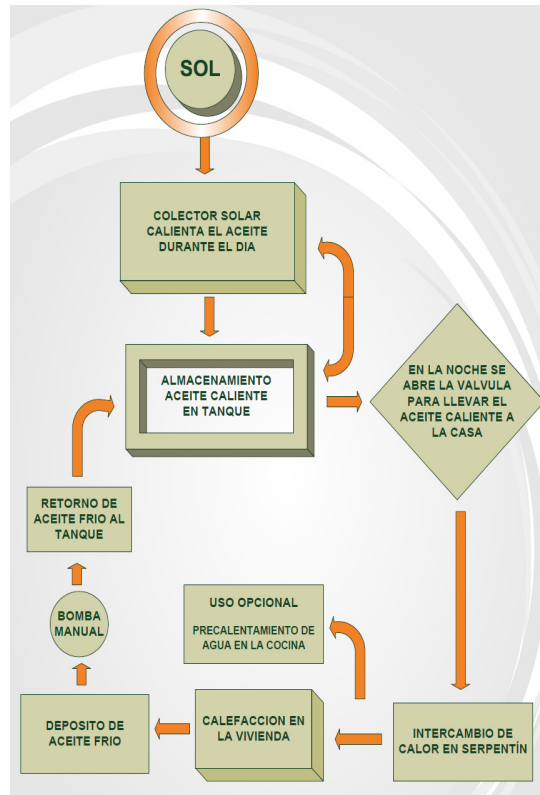 SOL
COLECTOR SOLAR
CALIENTA EL ACEITE
DURANTE EL DIA
ALMACENAMIENTO
ACEITE CALIENTE
EN TANQUE
EN LA NOCHE SE
ABRE LA VALVULA
PARA LLEVAR EL
ACEITE CALIENTE A
LA CASA
RETORNO DE
ACEITE FRIO AL
TANQUE
BOMBA
MANUAL
USO OPCIONAL
PRECALENTAMIENTO DE
AGUA EN LA COCINA
DEPOSITO DE
ACEITE FRIO
CALEFACCION EN
LA VIVIENDA
INTERCAMBIO DE
CALOR EN SERPENTÍN